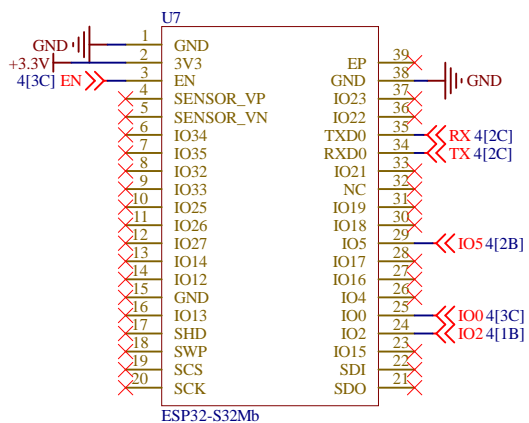 U7
GND 1 GND
+3.3V 2 3V3 EP 39
4[3C] EN 3 EN GND 38 GND
4 SENSOR_VP IO23 37
5 SENSOR_VN IO22 36
6 IO34 TXD0 35 RX 4[2C]
7 IO35 RXD0 34 TX 4[2C]
8 IO32 IO21 33
9 IO33 NC 32
10 IO25 IO19 31
11 IO26 IO18 30
12 IO27 IO5 29 IO5 4[2B]
13 IO14 IO17 28
14 IO12 IO16 27
15 GND IO4 26
16 IO13 IO0 25 IO0 4[3C]
17 SHD IO2 24 IO2 4[1B]
18 SWP IO15 23
19 SCS SDI 22
20 SCK SDO 21
ESP32-S32Mb